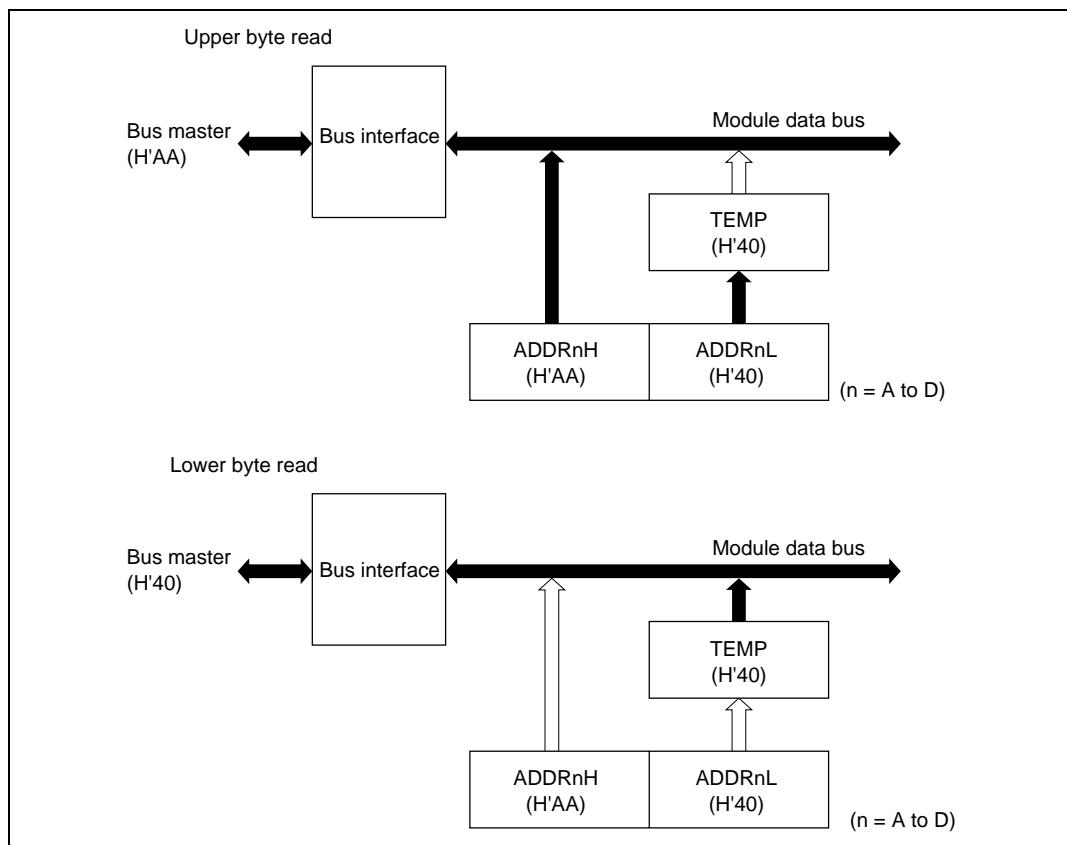 Upper byte read
Bus master
(H'AA)
Bus interface
Module data bus
TEMP
(H'40)
ADDRnH
(H'AA)
ADDRnL
(H'40)
(n = A to D)
Lower byte read
Bus master
(H'40)
Bus interface
Module data bus
TEMP
(H'40)
ADDRnH
(H'AA)
ADDRnL
(H'40)
(n = A to D)